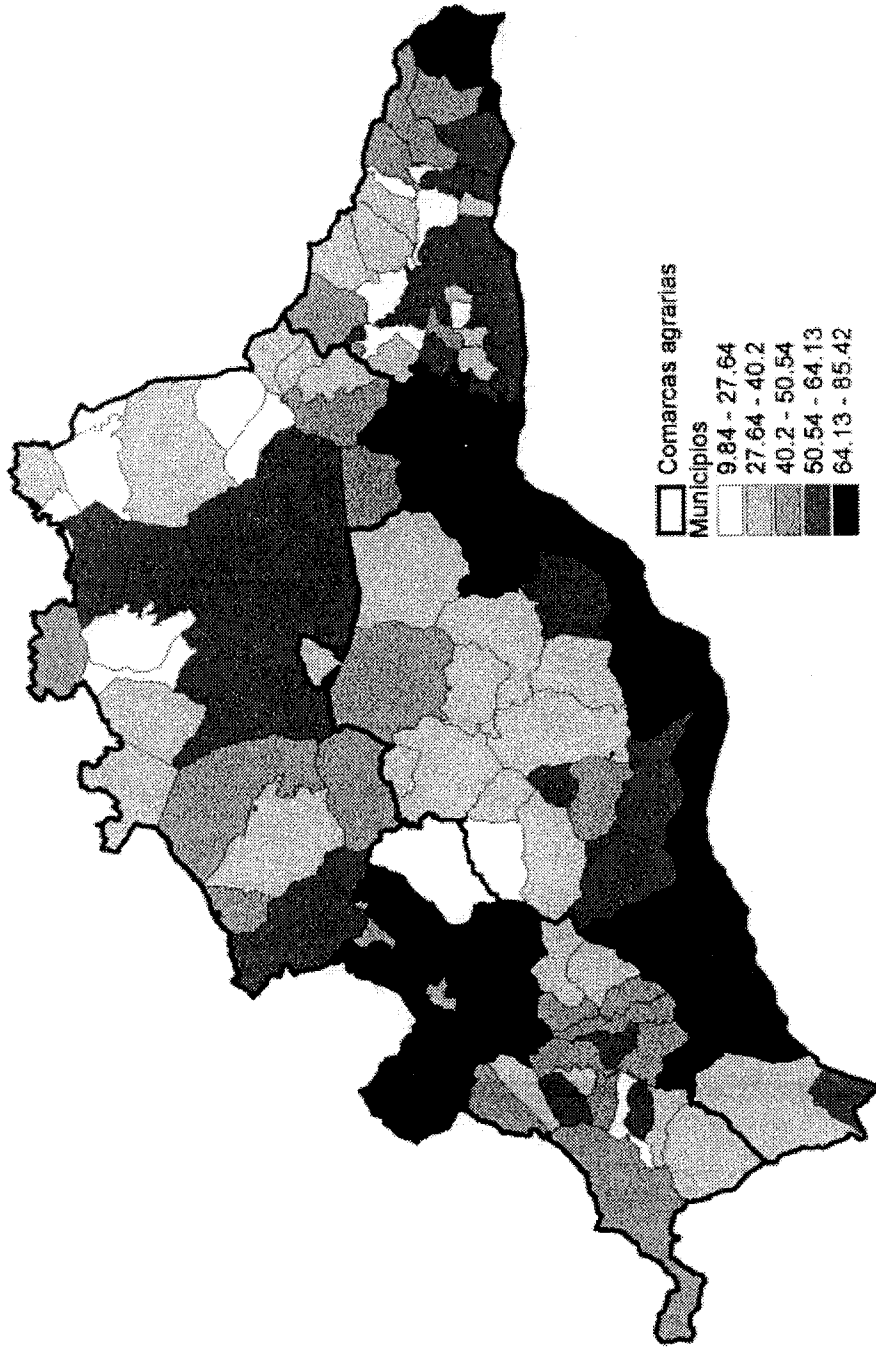 Comarcas agrarias
Municipios
9.84 - 27.64
27.64 - 40.2
40.2 - 50.54
50.54 - 64.13
64.13 - 85.42